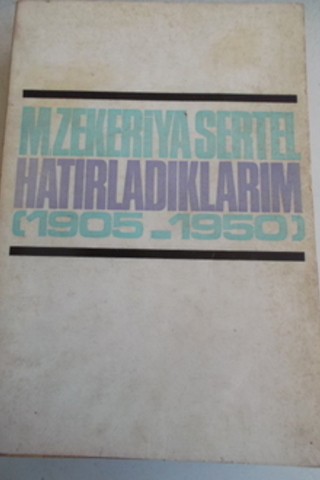 M.ZEKERİYA SERTEL
HATIRLADIKLARIM
(1905-1950)